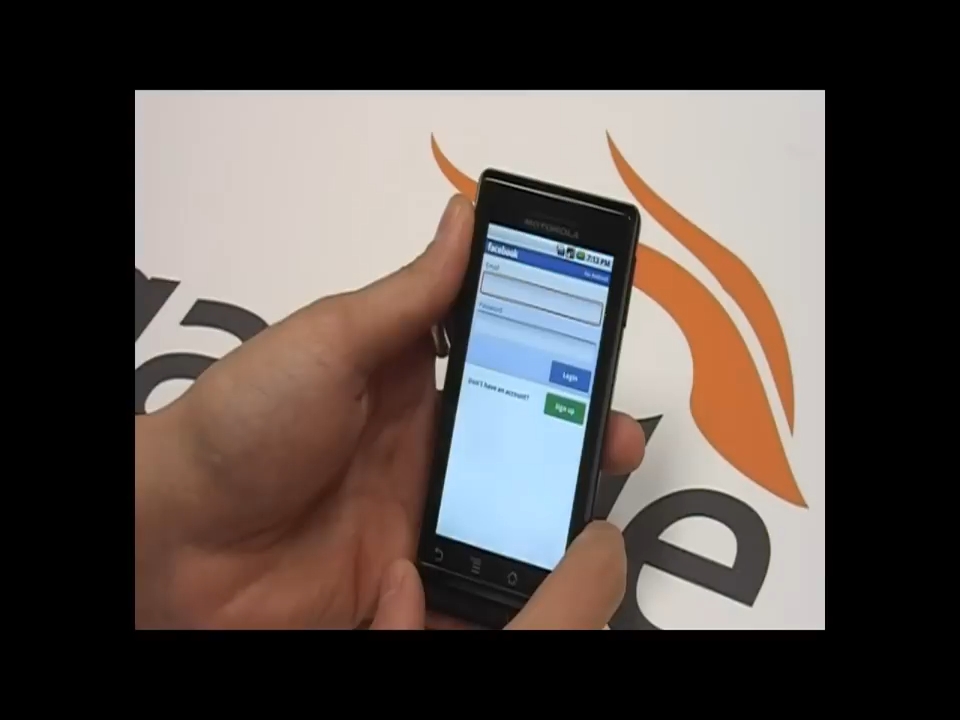 MOTOROLA
7:13 PM
facebook
Email
Password
Login
Don't have an account?
Sign up